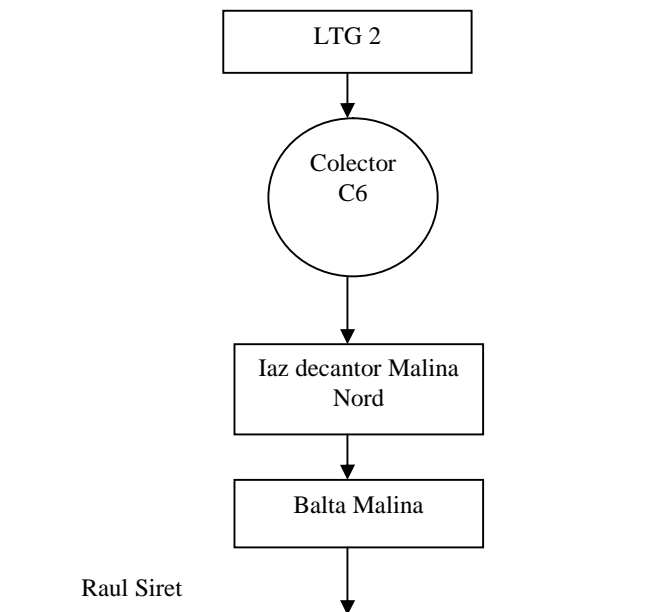 LTG 2
Colector
C6
Iaz decantor Malina
Nord
Balta Malina
Raul Siret